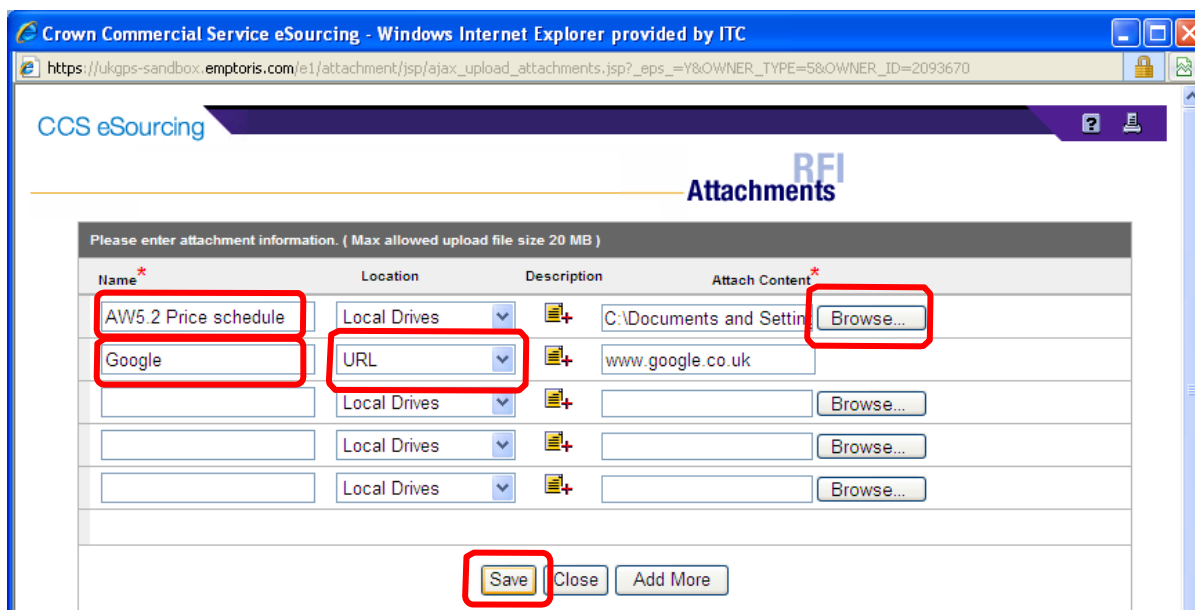 Crown Commercial Service eSourcing - Windows Internet Explorer provided by ITC
https://ukgps-sandbox.emptoris.com/e1/attachment/jsp/ajax_upload_attachments.jsp?_eps_=Y&OWNER_TYPE=5&OWNER_ID=2093670
CCS eSourcing
RFI
Attachments
Please enter attachment information. ( Max allowed upload file size 20 MB )
Name* Location Description Attach Content*
AW5.2 Price schedule Local Drives C:\Documents and Settin Browse...
Google URL www.google.co.uk
Local Drives Browse...
Local Drives Browse...
Local Drives Browse...
Save Close Add More